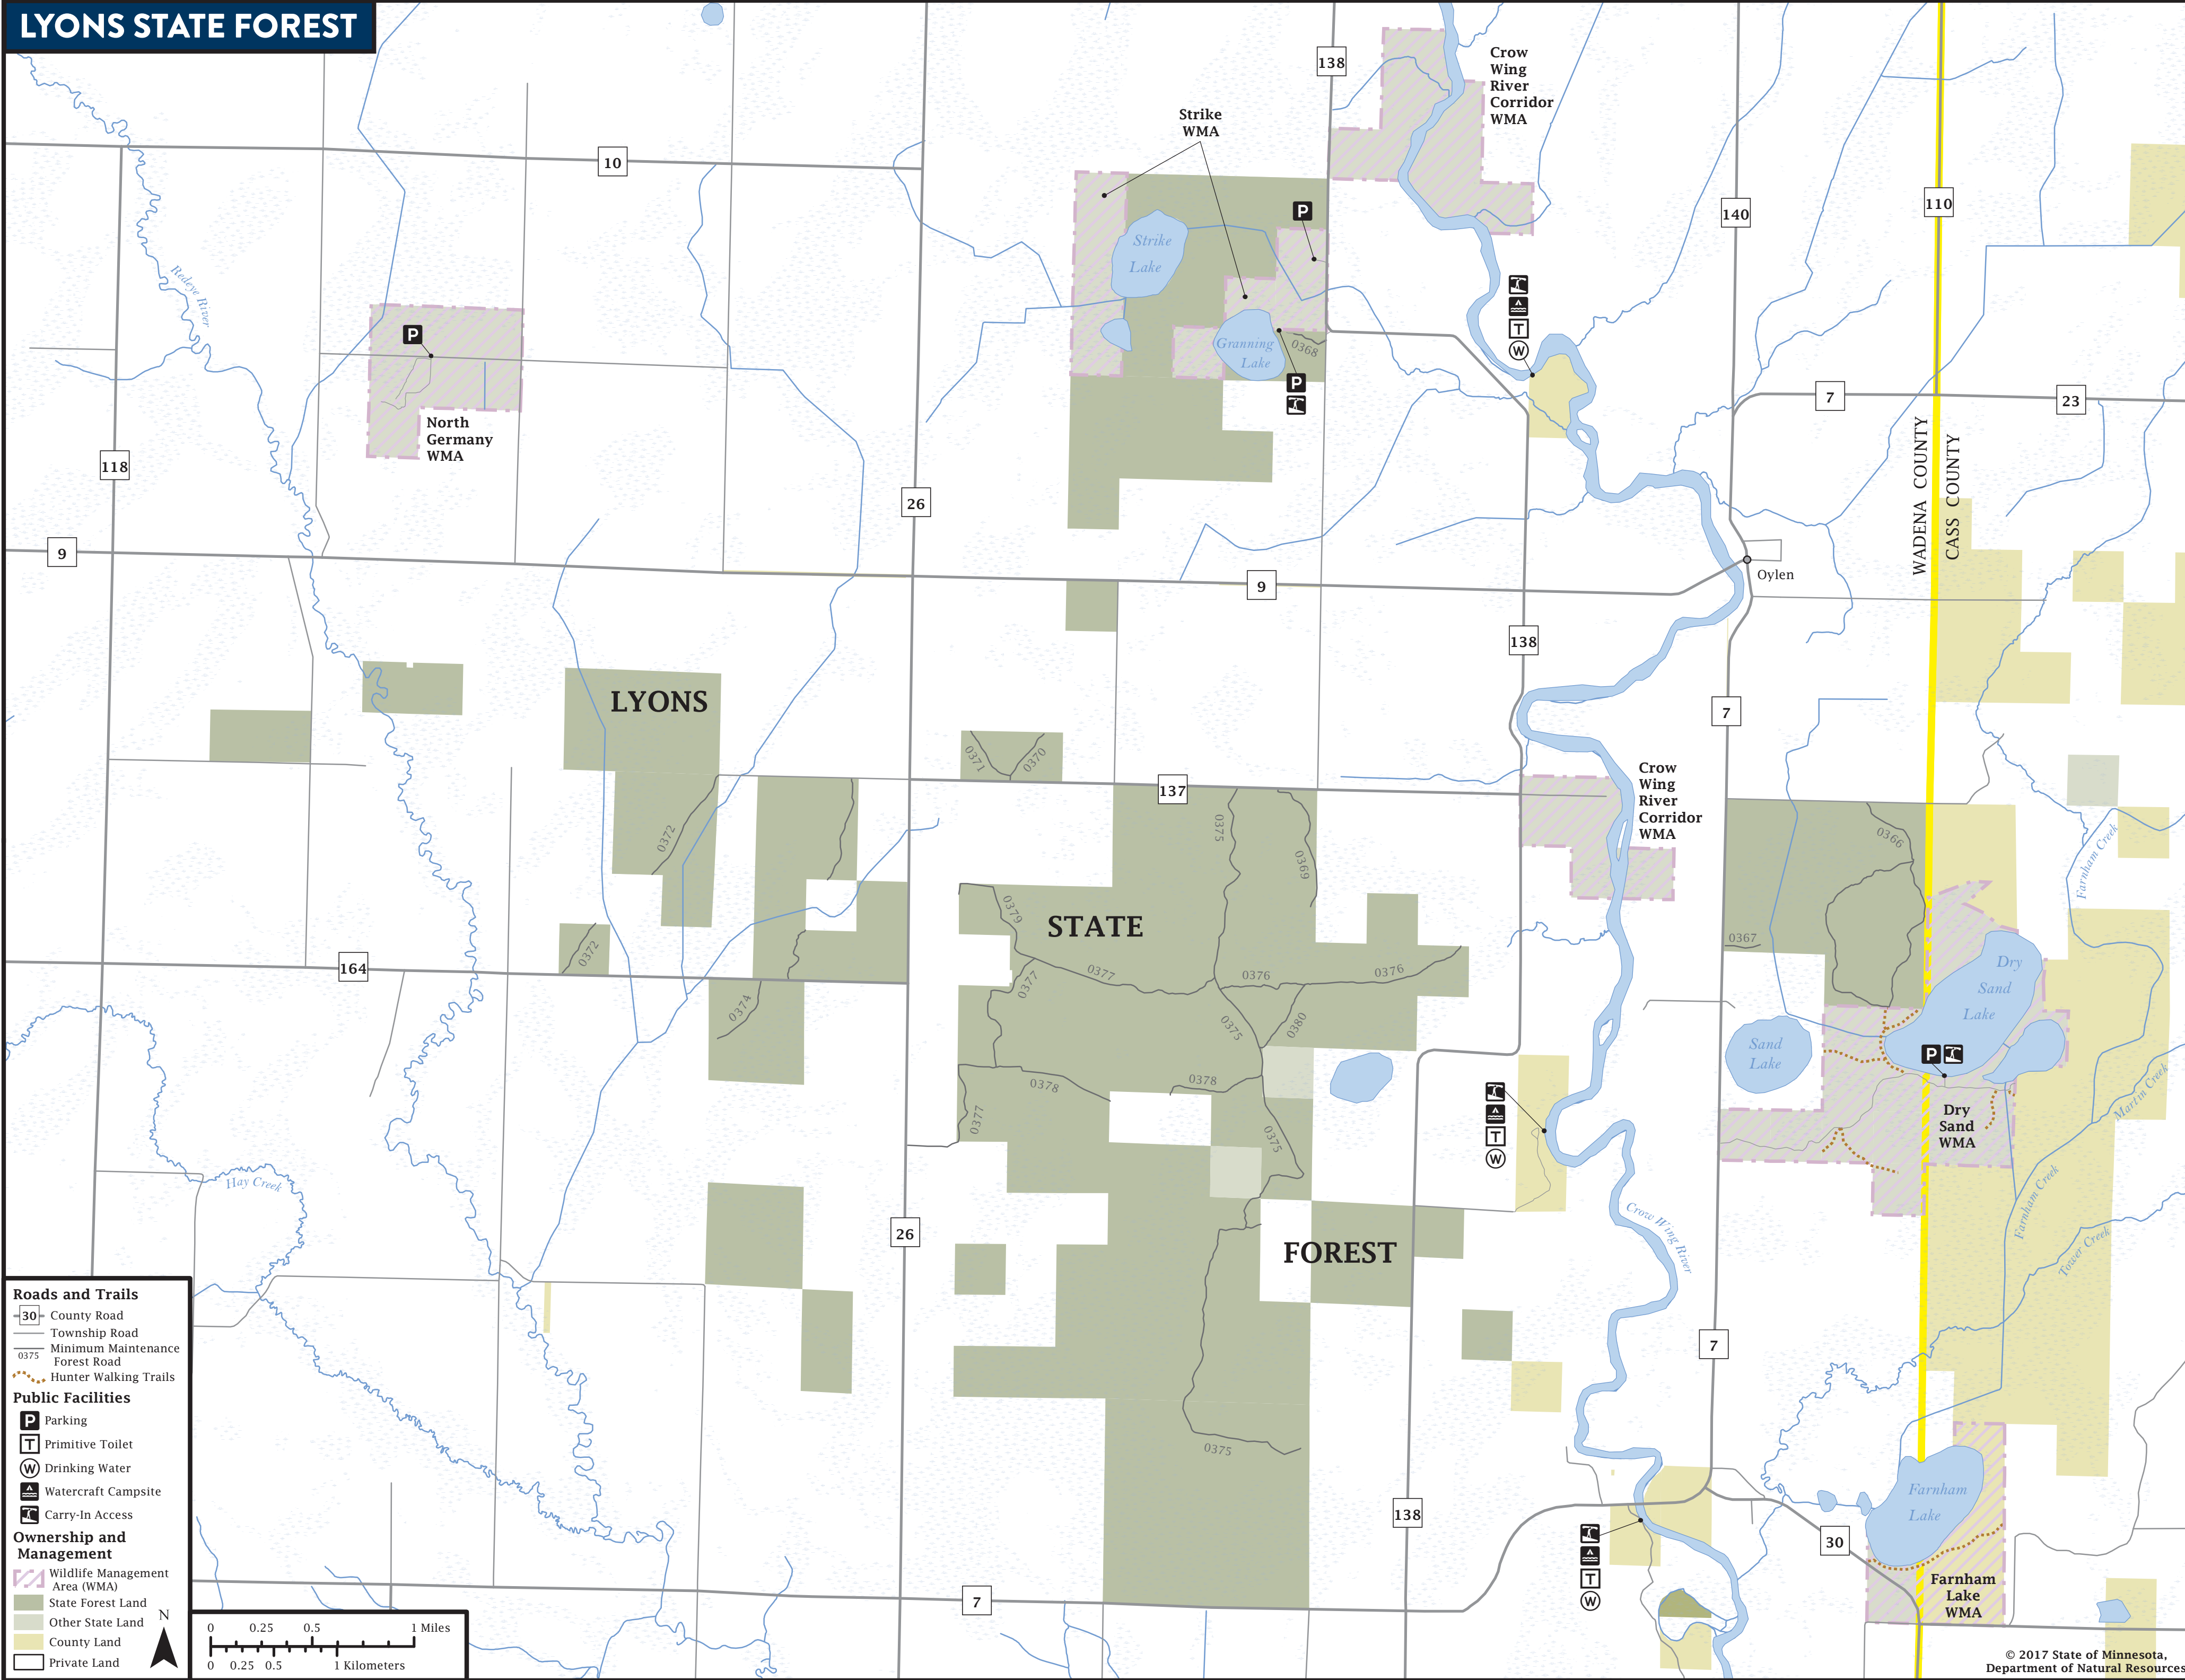 LYONS STATE FOREST
138
Crow
Wing
River
Corridor
WMA
Strike
WMA
10
P
140
110
Strike
Lake
Redeye River
P
T
W
Granning
Lake
0368
P
7
23
North
Germany
WMA
118
WADENA COUNTY
CASS COUNTY
26
9
9
Oylen
138
LYONS
7
0371
0370
137
Crow
Wing
River
Corridor
WMA
0372
0375
0369
0366
Farnham Creek
0379
STATE
0367
0372
164
0377
0377
0376
0376
Dry
Sand
Lake
0374
0375
0380
Sand
Lake
P
0378
0378
0377
0375
T
W
Dry
Sand
WMA
Martin Creek
Hay Creek
Farnham Creek
Crow Wing River
Tower Creek
26
FOREST
7
0375
138
Farnham
Lake
30
T
W
Farnham
Lake
WMA
7
Roads and Trails
30 County Road
Township Road
0375 Minimum Maintenance
Forest Road
Hunter Walking Trails
Public Facilities
P Parking
T Primitive Toilet
W Drinking Water
Watercraft Campsite
Carry-In Access
Ownership and
Management
Wildlife Management
Area (WMA)
State Forest Land
Other State Land
County Land
Private Land
N
0 0.25 0.5 1 Miles
0 0.25 0.5 1 Kilometers
© 2017 State of Minnesota,
Department of Natural Resources